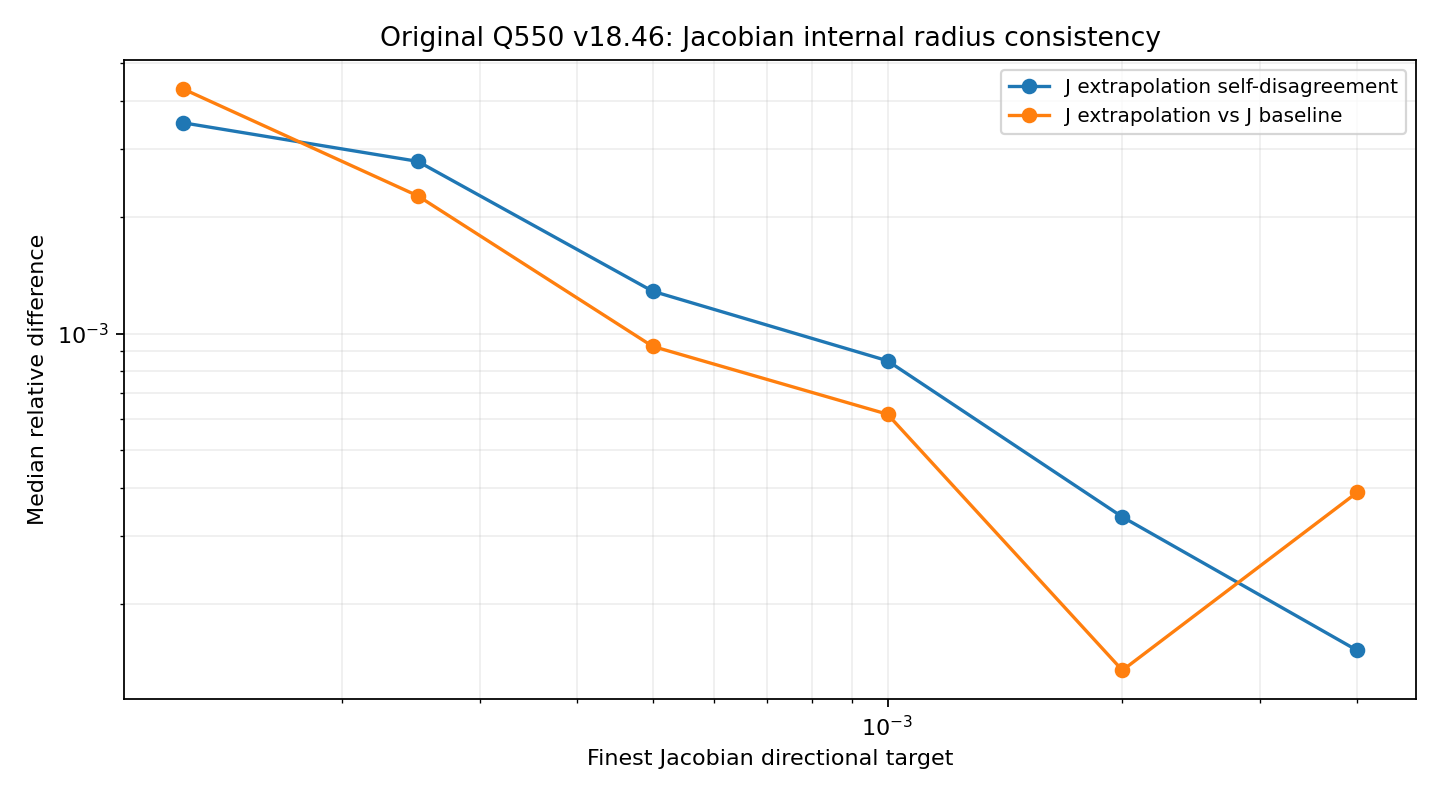 Original Q550 v18.46: Jacobian internal radius consistency
J extrapolation self-disagreement
J extrapolation vs J baseline
Median relative difference
10⁻³
10⁻³
Finest Jacobian directional target